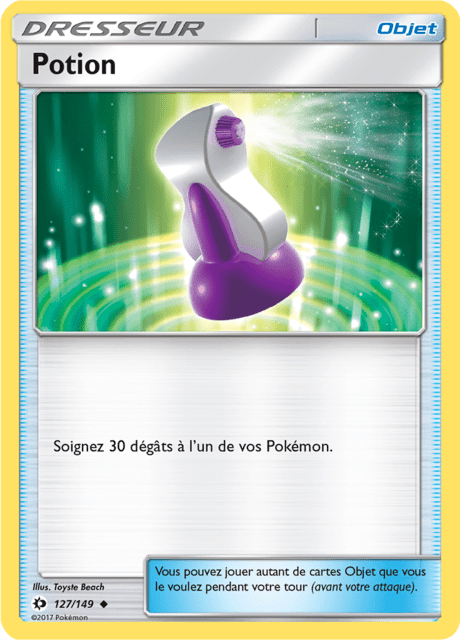 DRESSEUR
Objet
Potion
Soignez 30 dégâts à l'un de vos Pokémon.
Vous pouvez jouer autant de cartes Objet que vous
le voulez pendant votre tour (avant votre attaque).
Illus. Toyste Beach
127/149
©2017 Pokémon